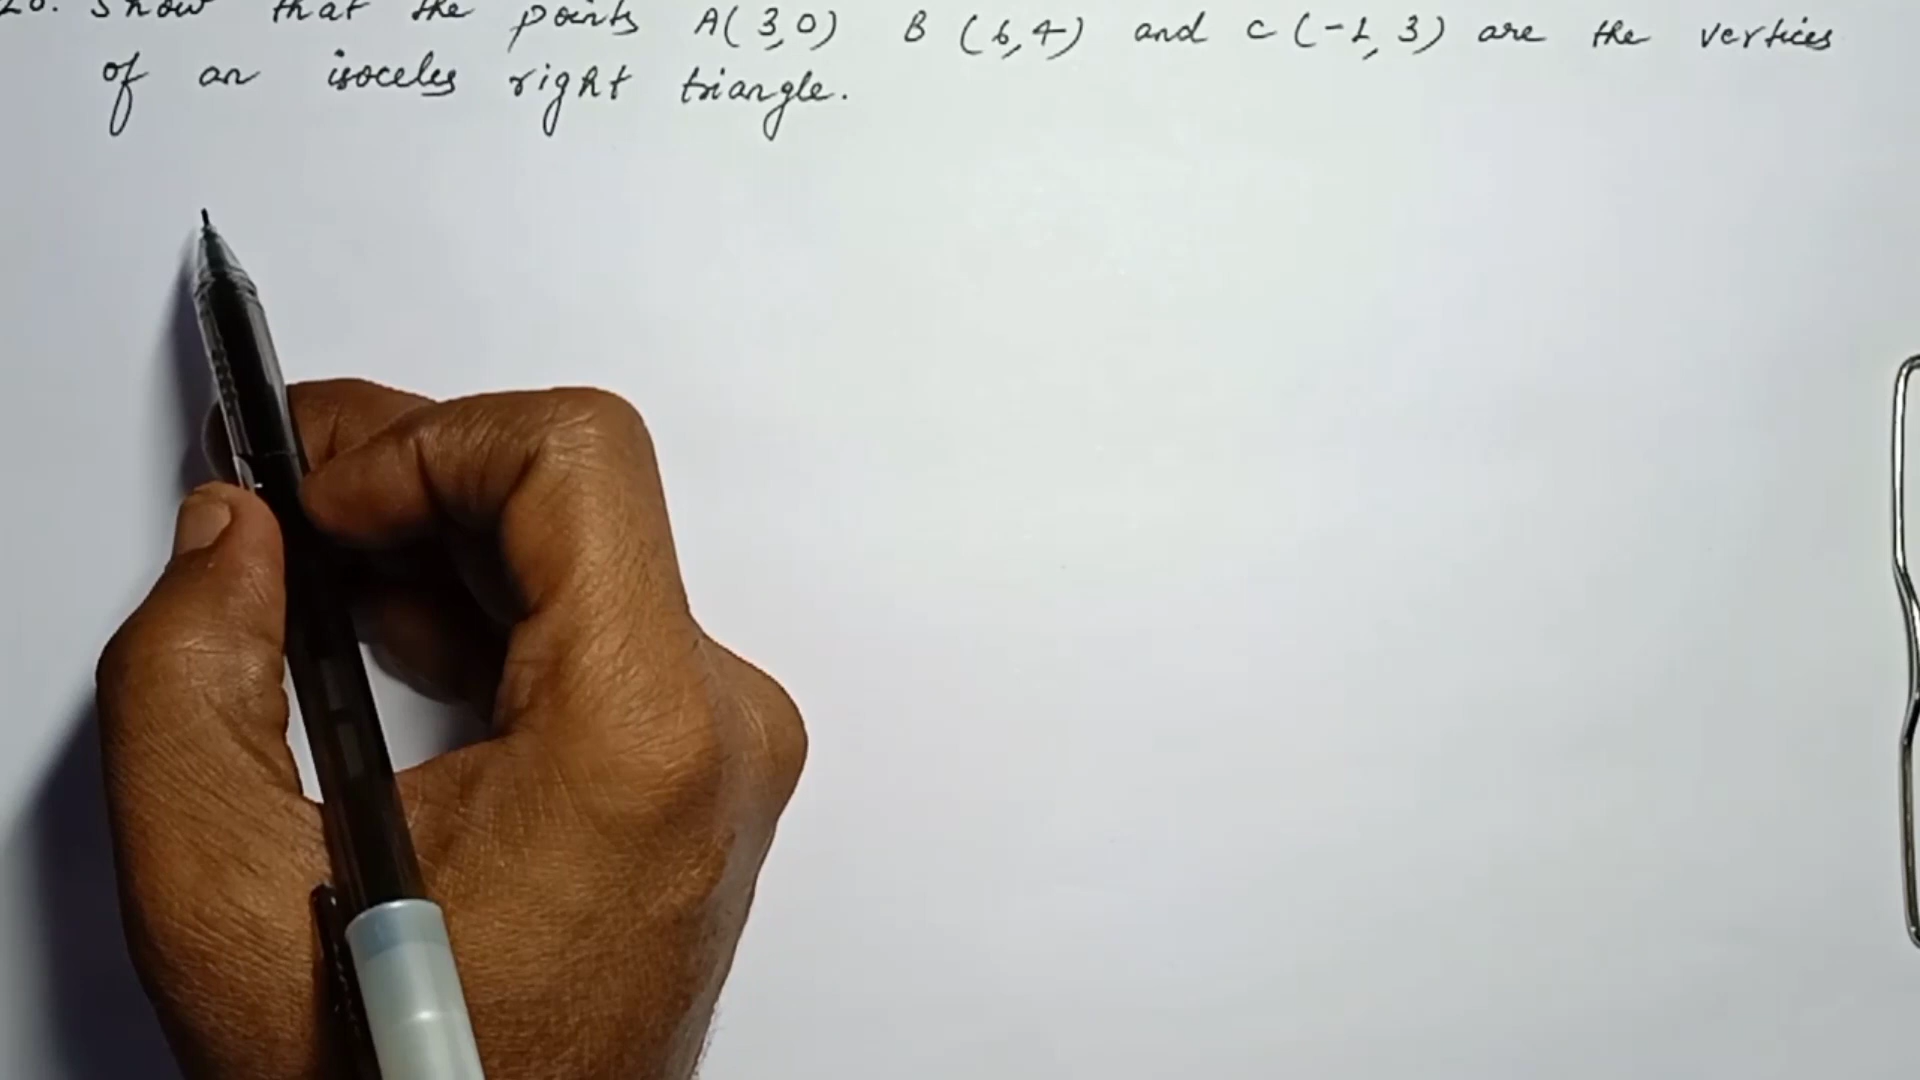 28. Show that the points A(3,0) B (6,4) and C (-1, 3) are the vertices
of an isoceles right triangle.